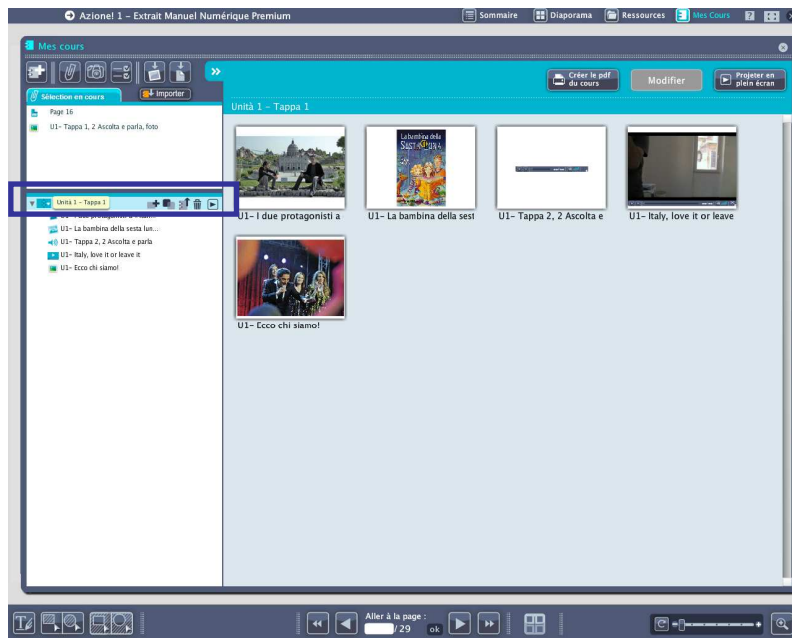 Azione! 1 – Extrait Manuel Numérique Premium
Sommaire
Diaporama
Ressources
Mes Cours
?
Mes cours
Sélection en cours
Importer
Créer le pdf
du cours
Modifier
Projeter en
plein écran
Page 16
U1– Tappa 1, 2 Ascolta e parla, foto
Unità 1 – Tappa 1
Unità 1 – Tappa 1
U1– La bambina della sesta lun...
U1– Tappa 2, 2 Ascolta e parla
U1– Italy, love it or leave it
U1– Ecco chi siamo!
La bambina della
U1– I due protagonisti a
U1– La bambina della sest
U1– Tappa 2, 2 Ascolta e
U1– Italy, love it or leave
U1– Ecco chi siamo!
Aller à la page :
/29
ok